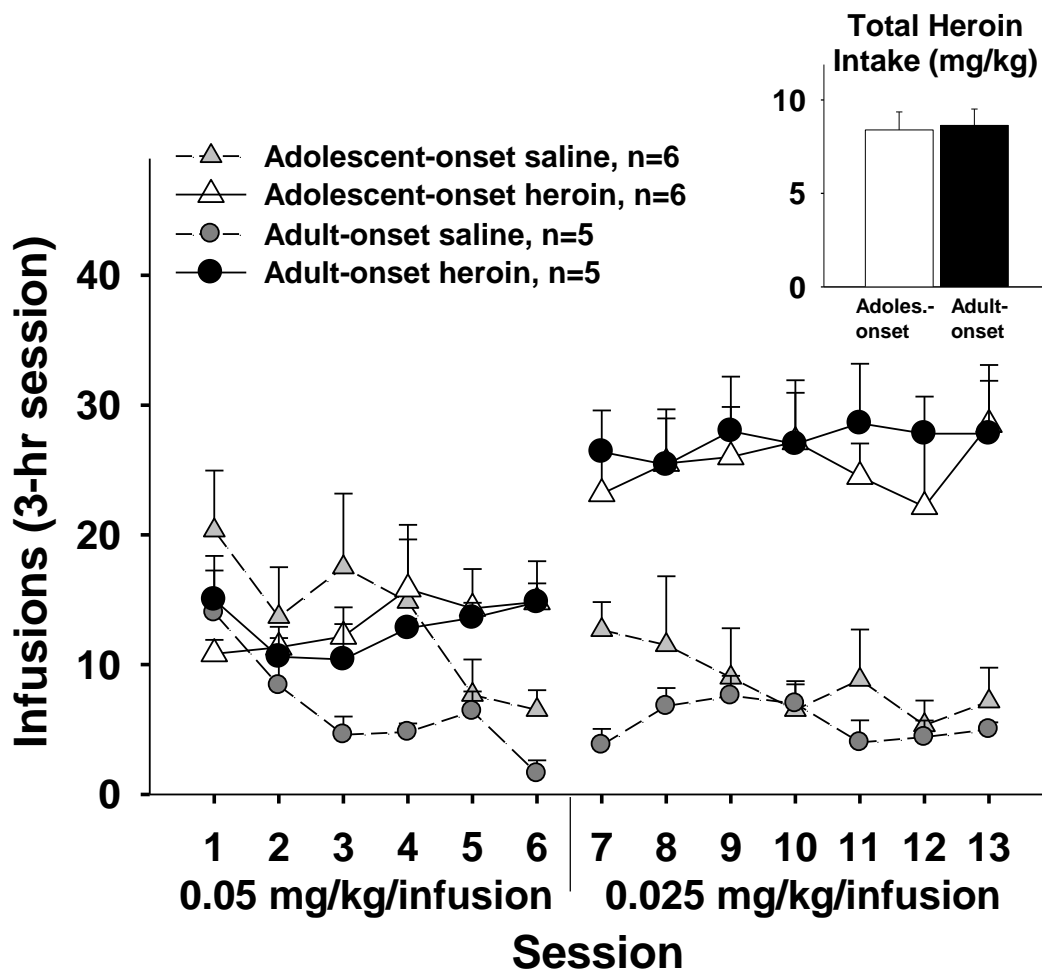 Total Heroin
Intake (mg/kg)
10
5
0
Adoles.-
onset
Adult-
onset
Adolescent-onset saline, n=6
Adolescent-onset heroin, n=6
Adult-onset saline, n=5
Adult-onset heroin, n=5
Infusions (3-hr session)
40
30
20
10
0
1 2 3 4 5 6 7 8 9 10 11 12 13
0.05 mg/kg/infusion 0.025 mg/kg/infusion
Session